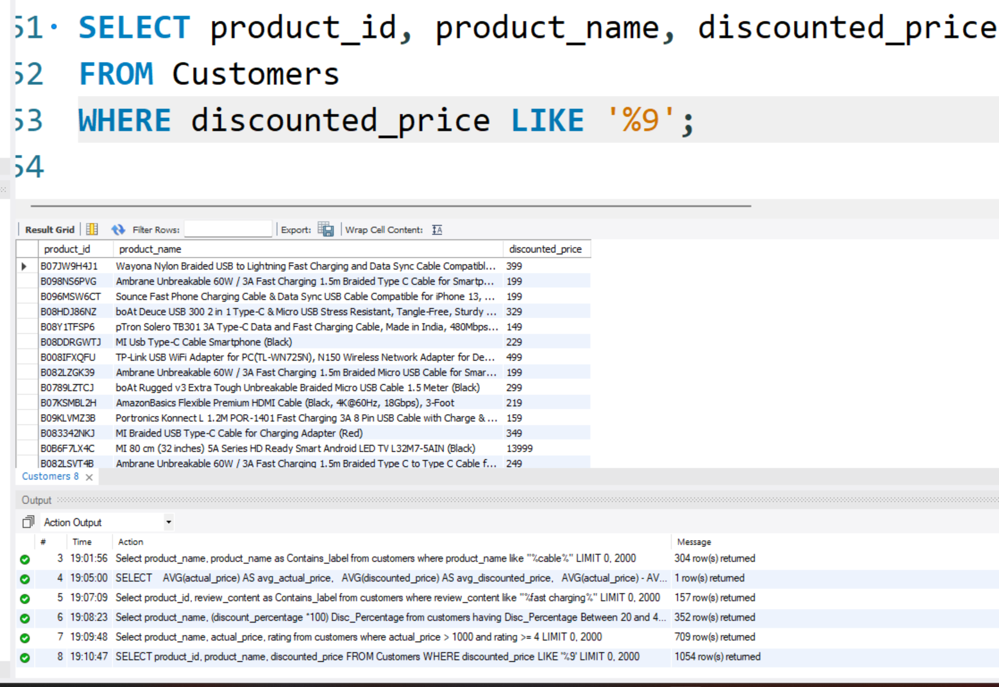 51 SELECT product_id, product_name, discounted_price
52 FROM Customers
53 WHERE discounted_price LIKE '%9';
54
Result Grid Filter Rows: Export: Wrap Cell Content:
product_id product_name discounted_price
B07JW9H4J1 Wayona Nylon Braided USB to Lightning Fast Charging and Data Sync Cable Compatibl... 399
B098NS6PVG Ambrane Unbreakable 60W / 3A Fast Charging 1.5m Braided Type C Cable for Smartp... 199
B096MSW6CT Sounce Fast Phone Charging Cable & Data Sync USB Cable Compatible for iPhone 13, ... 199
B08HDJ86NZ boAt Deuce USB 300 2 in 1 Type-C & Micro USB Stress Resistant, Tangle-Free, Sturdy ... 329
B08Y1TFSP6 pTron Solero TB301 3A Type-C Data and Fast Charging Cable, Made in India, 480Mbps... 149
B08DDRGWTJ MI Usb Type-C Cable Smartphone (Black) 229
B008IFXQFU TP-Link USB WiFi Adapter for PC(TL-WN725N), N150 Wireless Network Adapter for De... 499
B082LZGK39 Ambrane Unbreakable 60W / 3A Fast Charging 1.5m Braided Micro USB Cable for Smar... 199
B0789LZTCJ boAt Rugged v3 Extra Tough Unbreakable Braided Micro USB Cable 1.5 Meter (Black) 299
B07KSMBL2H AmazonBasics Flexible Premium HDMI Cable (Black, 4K@60Hz, 18Gbps), 3-Foot 219
B09KLVMZ3B Portronics Konnect L 1.2M POR-1401 Fast Charging 3A 8 Pin USB Cable with Charge & ... 159
B083342NKJ MI Braided USB Type-C Cable for Charging Adapter (Red) 349
B0B6F7LX4C MI 80 cm (32 inches) 5A Series HD Ready Smart Android LED TV L32M7-5AIN (Black) 13999
B082LSVT4B Ambrane Unbreakable 60W / 3A Fast Charging 1.5m Braided Type C to Type C Cable f... 249
Customers 8
Output
Action Output
# Time Action Message
3 19:01:56 Select product_name, product_name as Contains_label from customers where product_name like "%cable%" LIMIT 0, 2000 304 row(s) returned
4 19:05:00 SELECT AVG(actual_price) AS avg_actual_price, AVG(discounted_price) AS avg_discounted_price, AVG(actual_price) - AV... 1 row(s) returned
5 19:07:09 Select product_id, review_content as Contains_label from customers where review_content like "%fast charging%" LIMIT 0, 2000 157 row(s) returned
6 19:08:23 Select product_name, (discount_percentage *100) Disc_Percentage from customers having Disc_Percentage Between 20 and 4... 352 row(s) returned
7 19:09:48 Select product_name, actual_price, rating from customers where actual_price > 1000 and rating >= 4 LIMIT 0, 2000 709 row(s) returned
8 19:10:47 SELECT product_id, product_name, discounted_price FROM Customers WHERE discounted_price LIKE '%9' LIMIT 0, 2000 1054 row(s) returned